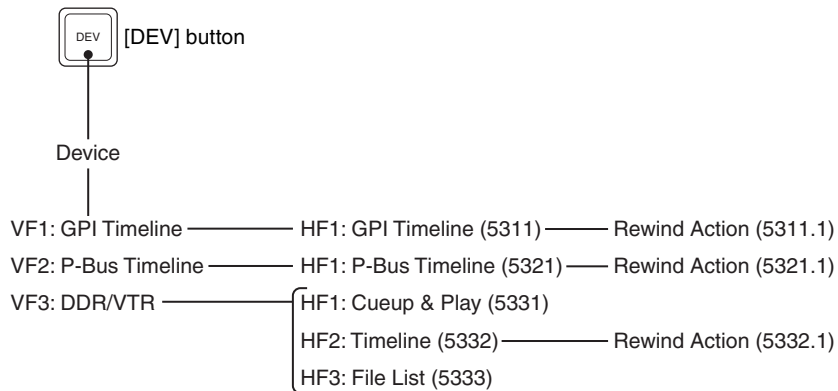 DEV [DEV] button
Device
VF1: GPI Timeline HF1: GPI Timeline (5311) Rewind Action (5311.1)
VF2: P-Bus Timeline HF1: P-Bus Timeline (5321) Rewind Action (5321.1)
VF3: DDR/VTR HF1: Cueup & Play (5331)
HF2: Timeline (5332) Rewind Action (5332.1)
HF3: File List (5333)